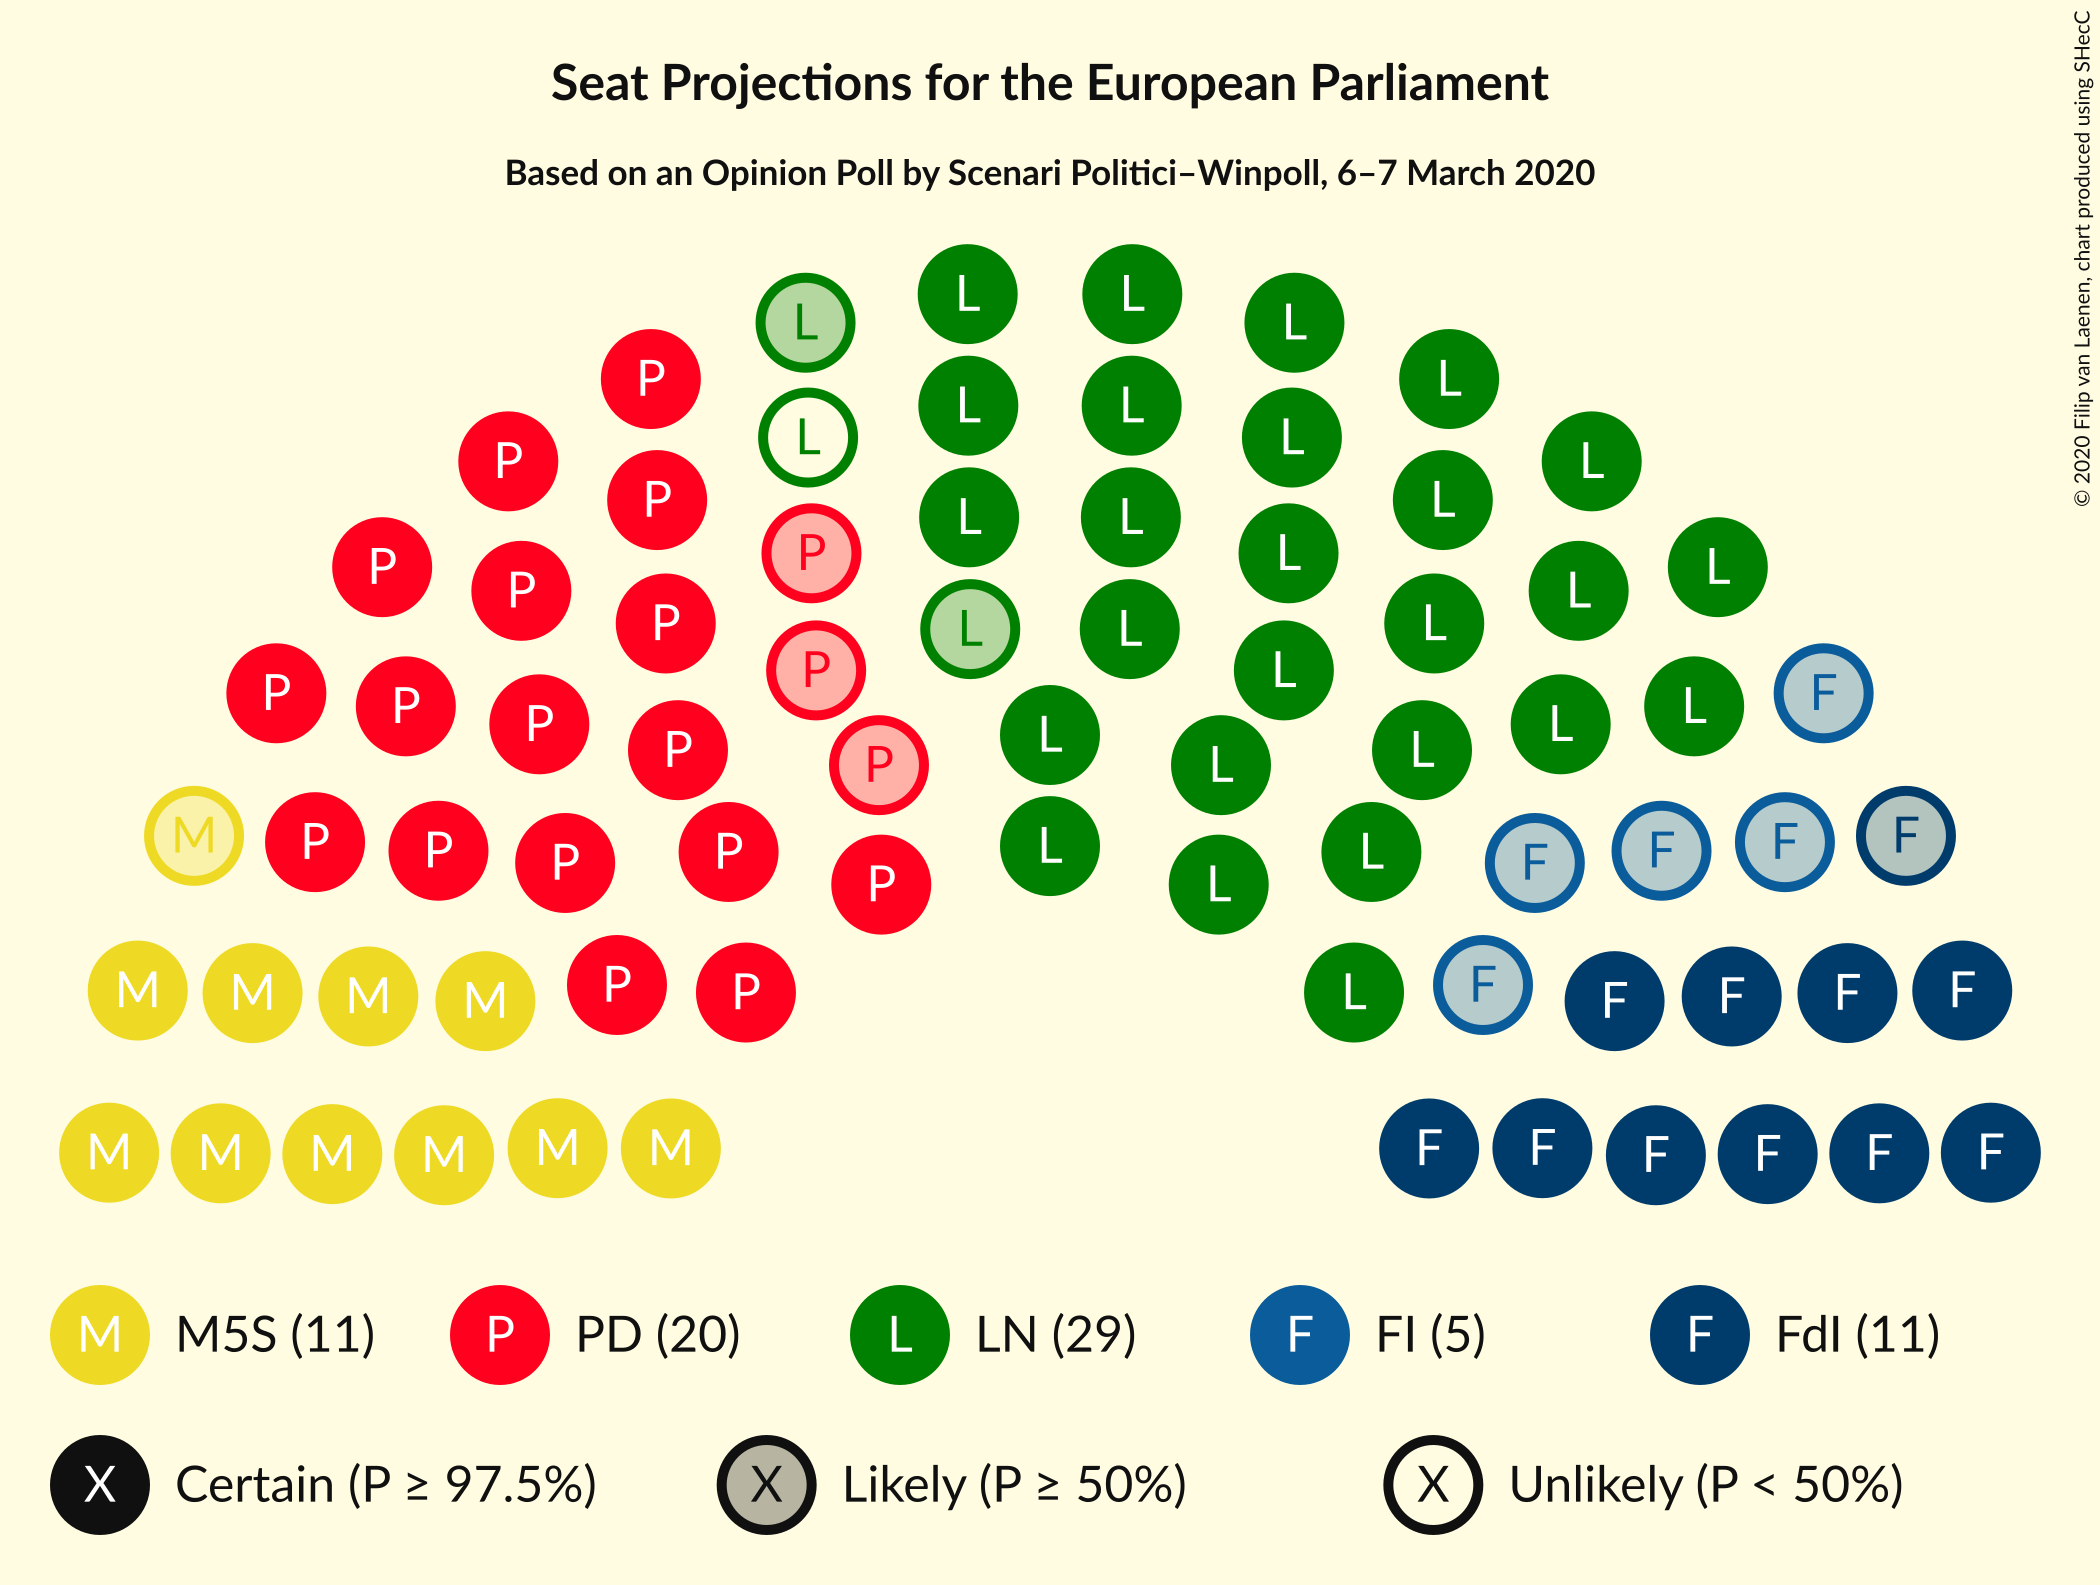 Seat Projections for the European Parliament
Based on an Opinion Poll by Scenari Politici–Winpoll, 6–7 March 2020
© 2020 Filip van Laenen, chart produced using SHecC
L L
L L
P L
L L
L L
P L
P L
P L
P L L
P L
P P L L
P L
P L L
P L L
P L F
P P L L
P P L L
P L L
M P F F
P P F F
P P L F
P L
L L
M M M M P P L F F F F F
M M M M M M F F F F F F
M M5S (11) P PD (20) L LN (29) F FI (5) F FdI (11)
X Certain (P ≥ 97.5%) X Likely (P ≥ 50%) X Unlikely (P < 50%)